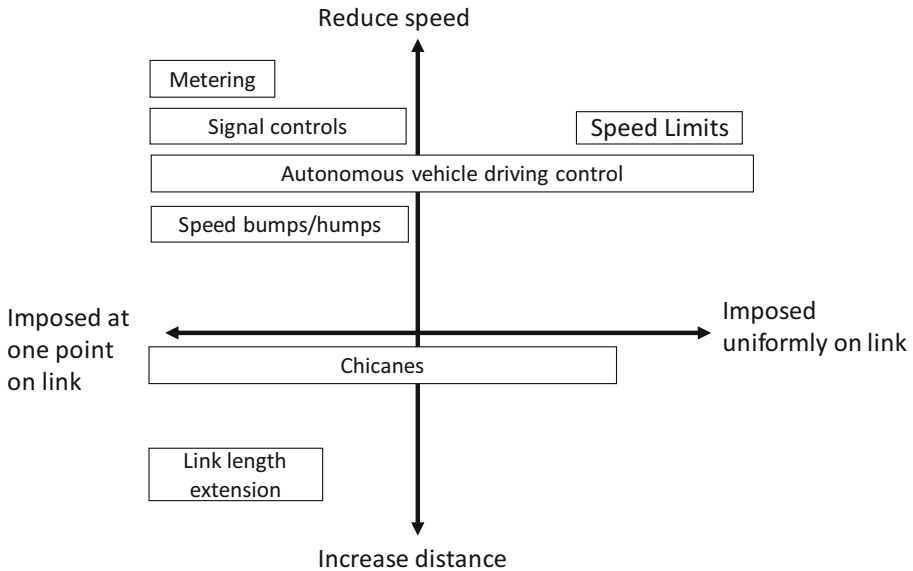 Reduce speed
Metering
Signal controls
Speed Limits
Autonomous vehicle driving control
Speed bumps/humps
Imposed at
one point
on link
Imposed
uniformly on link
Chicanes
Link length
extension
Increase distance